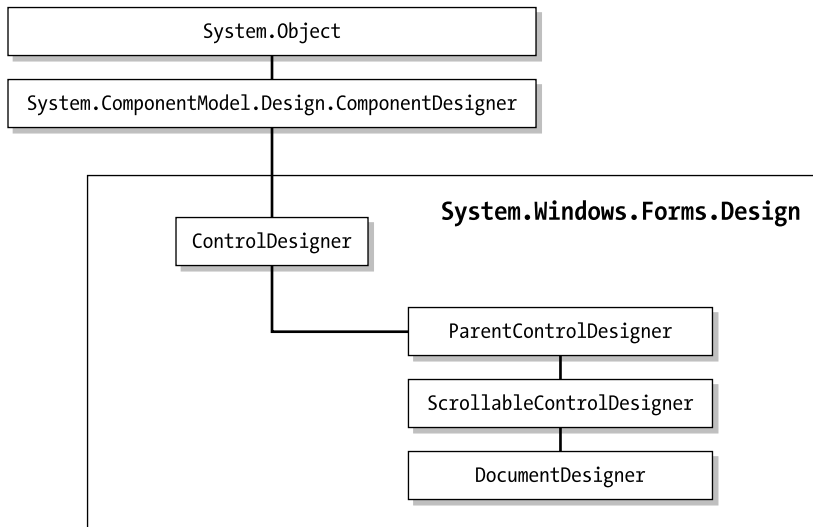 System.Object
System.ComponentModel.Design.ComponentDesigner
System.Windows.Forms.Design
ControlDesigner
ParentControlDesigner
ScrollableControlDesigner
DocumentDesigner